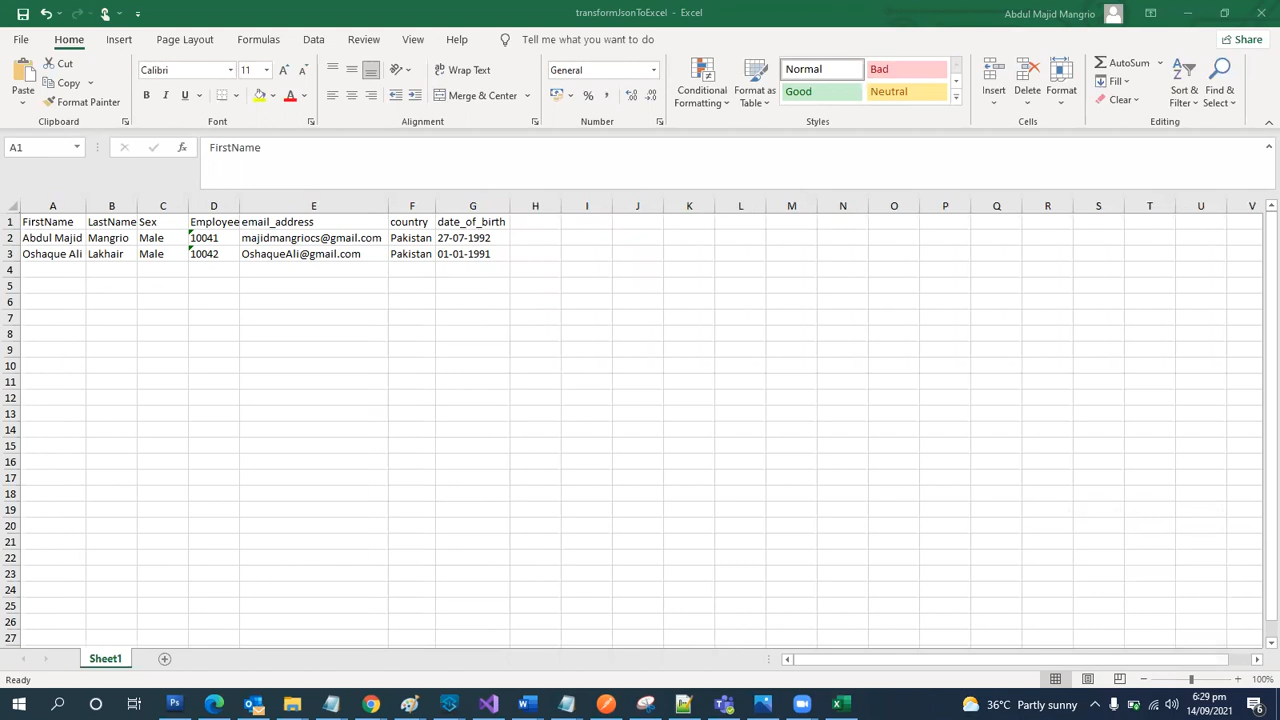 transformJsonToExcel - Excel
Abdul Majid Mangrio
File Home Insert Page Layout Formulas Data Review View Help Tell me what you want to do Share
Paste
Cut
Copy
Format Painter
Clipboard
Calibri 11
B I U A
Font
Wrap Text
Merge & Center
Alignment
General
% ,
Number
Conditional Formatting
Format as Table
Normal Bad
Good Neutral
Styles
Insert Delete Format
Cells
AutoSum
Fill
Clear
Sort & Filter
Find & Select
Editing
A1 fx FirstName
A B C D E F G H I J K L M N O P Q R S T U V
1 FirstName LastName Sex Employee email_address country date_of_birth
2 Abdul Majid Mangrio Male 10041 majidmangriocs@gmail.com Pakistan 27-07-1992
3 Oshaque Ali Lakhair Male 10042 OshaqueAli@gmail.com Pakistan 01-01-1991
4
5
6
7
8
9
10
11
12
13
14
15
16
17
18
19
20
21
22
23
24
25
26
27
Sheet1
Ready 100%
36°C Partly sunny
6:29 pm
14/09/2021
6